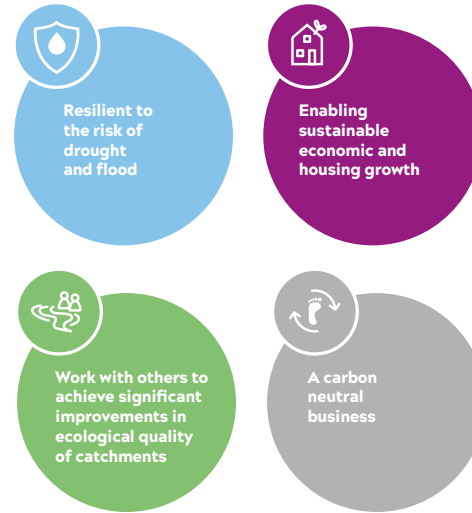 Resilient to
the risk of
drought
and flood
Enabling
sustainable
economic and
housing growth
Work with others to
achieve significant
improvements in
ecological quality
of catchments
A carbon
neutral
business